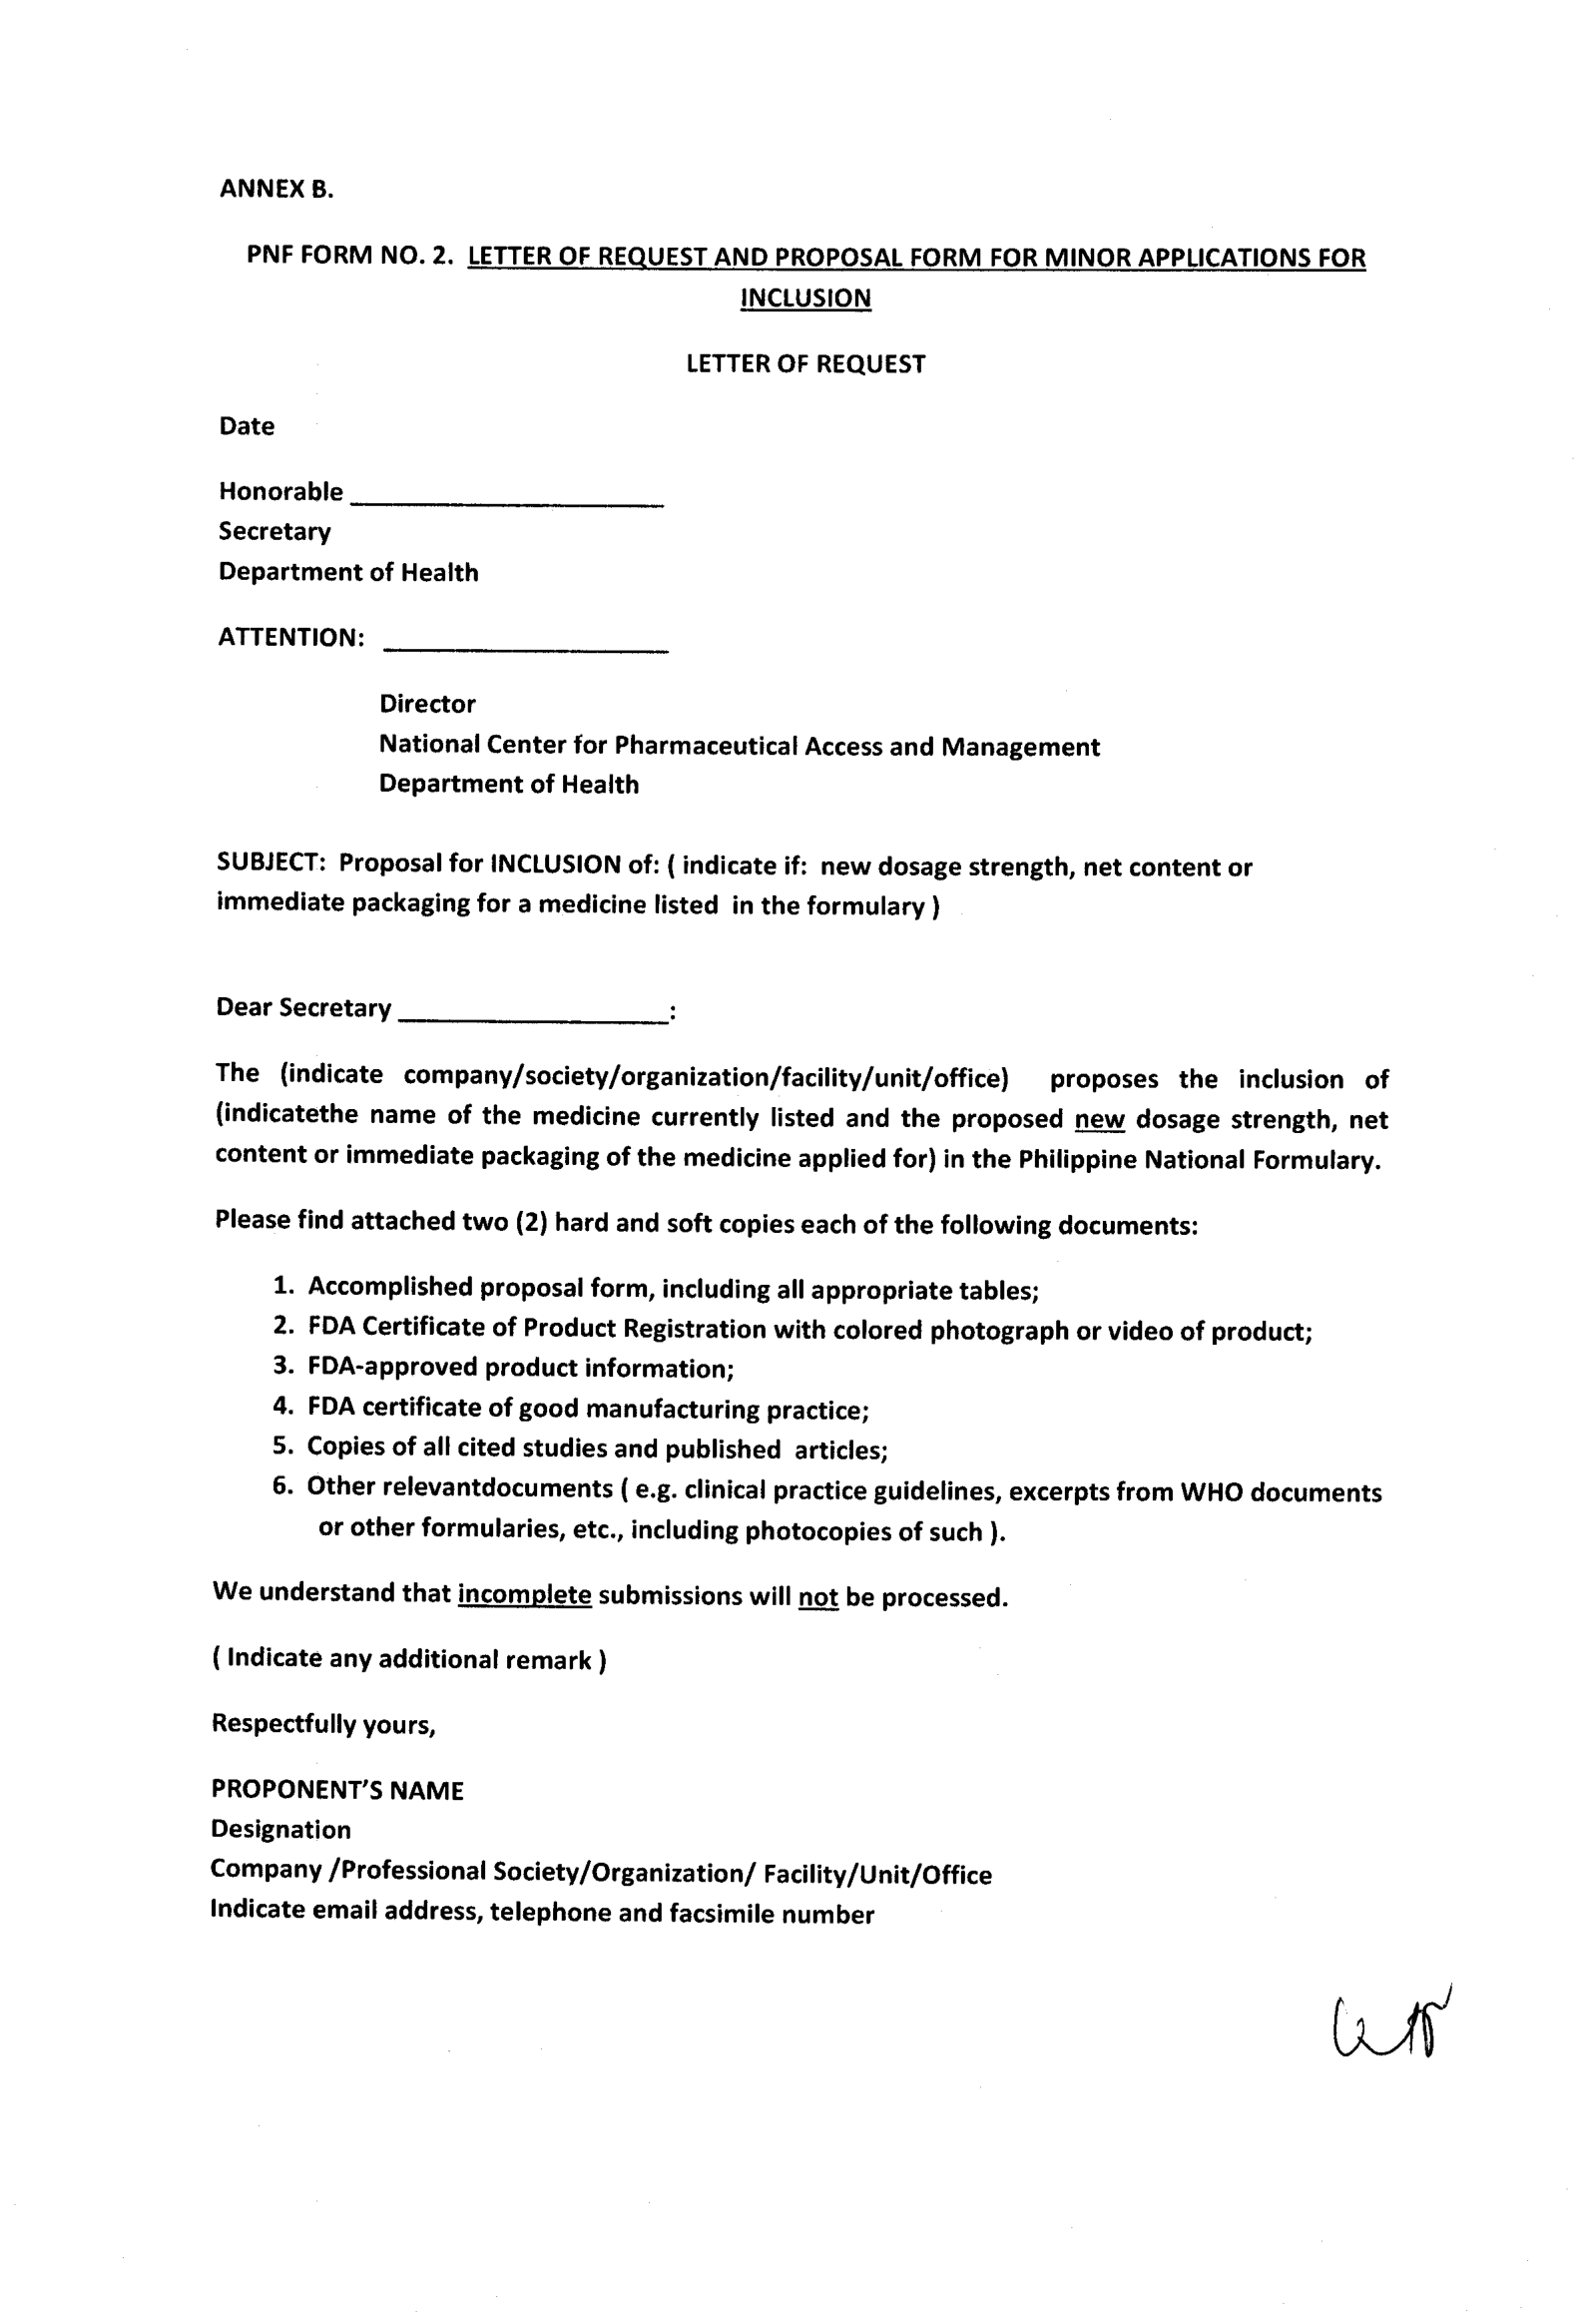 ANNEX B.
PNF FORM NO. 2. LETTER OF REQUEST AND PROPOSAL FORM FOR MINOR APPLICATIONS FOR
INCLUSION
LETTER OF REQUEST
Date
Honorable ____________________
Secretary
Department of Health
ATTENTION: ____________________
Director
National Center for Pharmaceutical Access and Management
Department of Health
SUBJECT: Proposal for INCLUSION of: ( indicate if: new dosage strength, net content or
immediate packaging for a medicine listed in the formulary )
Dear Secretary ____________________:
The (indicate company/society/organization/facility/unit/office) proposes the inclusion of
(indicatethe name of the medicine currently listed and the proposed new dosage strength, net
content or immediate packaging of the medicine applied for) in the Philippine National Formulary.
Please find attached two (2) hard and soft copies each of the following documents:
1. Accomplished proposal form, including all appropriate tables;
2. FDA Certificate of Product Registration with colored photograph or video of product;
3. FDA-approved product information;
4. FDA certificate of good manufacturing practice;
5. Copies of all cited studies and published articles;
6. Other relevantdocuments ( e.g. clinical practice guidelines, excerpts from WHO documents
or other formularies, etc., including photocopies of such ).
We understand that incomplete submissions will not be processed.
( Indicate any additional remark )
Respectfully yours,
PROPONENT'S NAME
Designation
Company /Professional Society/Organization/ Facility/Unit/Office
Indicate email address, telephone and facsimile number